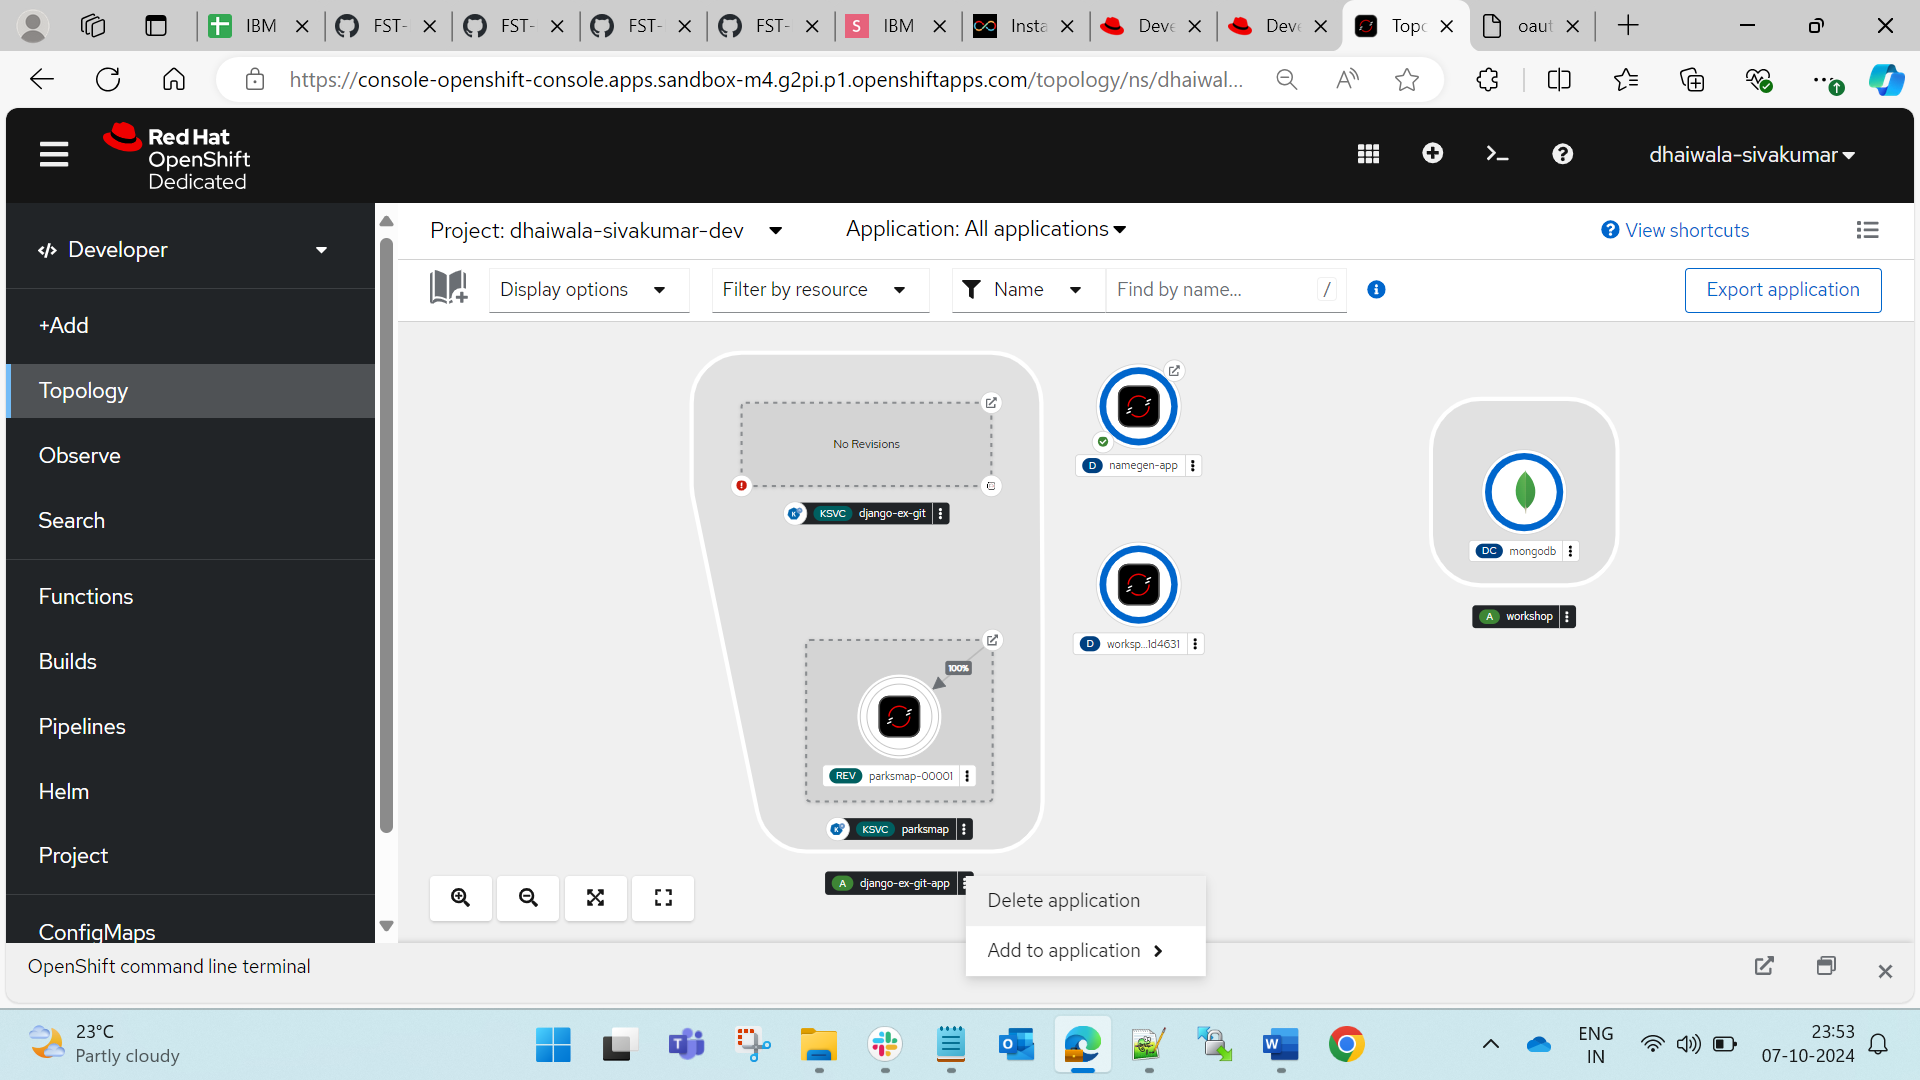 IBM
FST-
FST-
FST-
FST-
S
IBM
Insta
Deve
Deve
Topo
oaut
https://console-openshift-console.apps.sandbox-m4.g2pi.p1.openshiftapps.com/topology/ns/dhaiwal...
Red Hat
OpenShift
Dedicated
dhaiwala-sivakumar
Developer
Project: dhaiwala-sivakumar-dev
Application: All applications
View shortcuts
Display options
Filter by resource
Name
Find by name...
/
Export application
+Add
Topology
Observe
Search
Functions
Builds
Pipelines
Helm
Project
ConfigMaps
No Revisions
KSVC django-ex-git
100%
REV parksmap-00001
KSVC parksmap
A django-ex-git-app
D namegen-app
D worksp...1d4631
DC mongodb
A workshop
Delete application
Add to application
OpenShift command line terminal
23°C
Partly cloudy
ENG
IN
23:53
07-10-2024